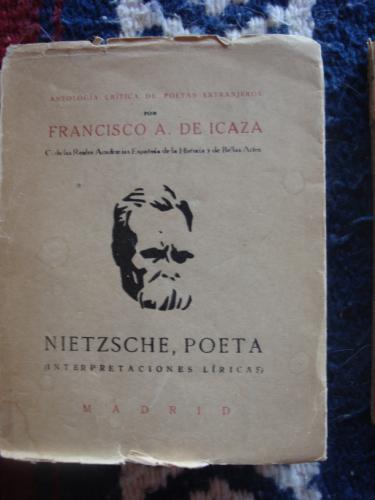 ANTOLOGÍA CRÍTICA DE POETAS EXTRANJEROS
POR
FRANCISCO A. DE ICAZA
C. de las Reales Academias Española de la Historia y de Bellas Artes
NIETZSCHE, POETA
(INTERPRETACIONES LÍRICAS)
MADRID